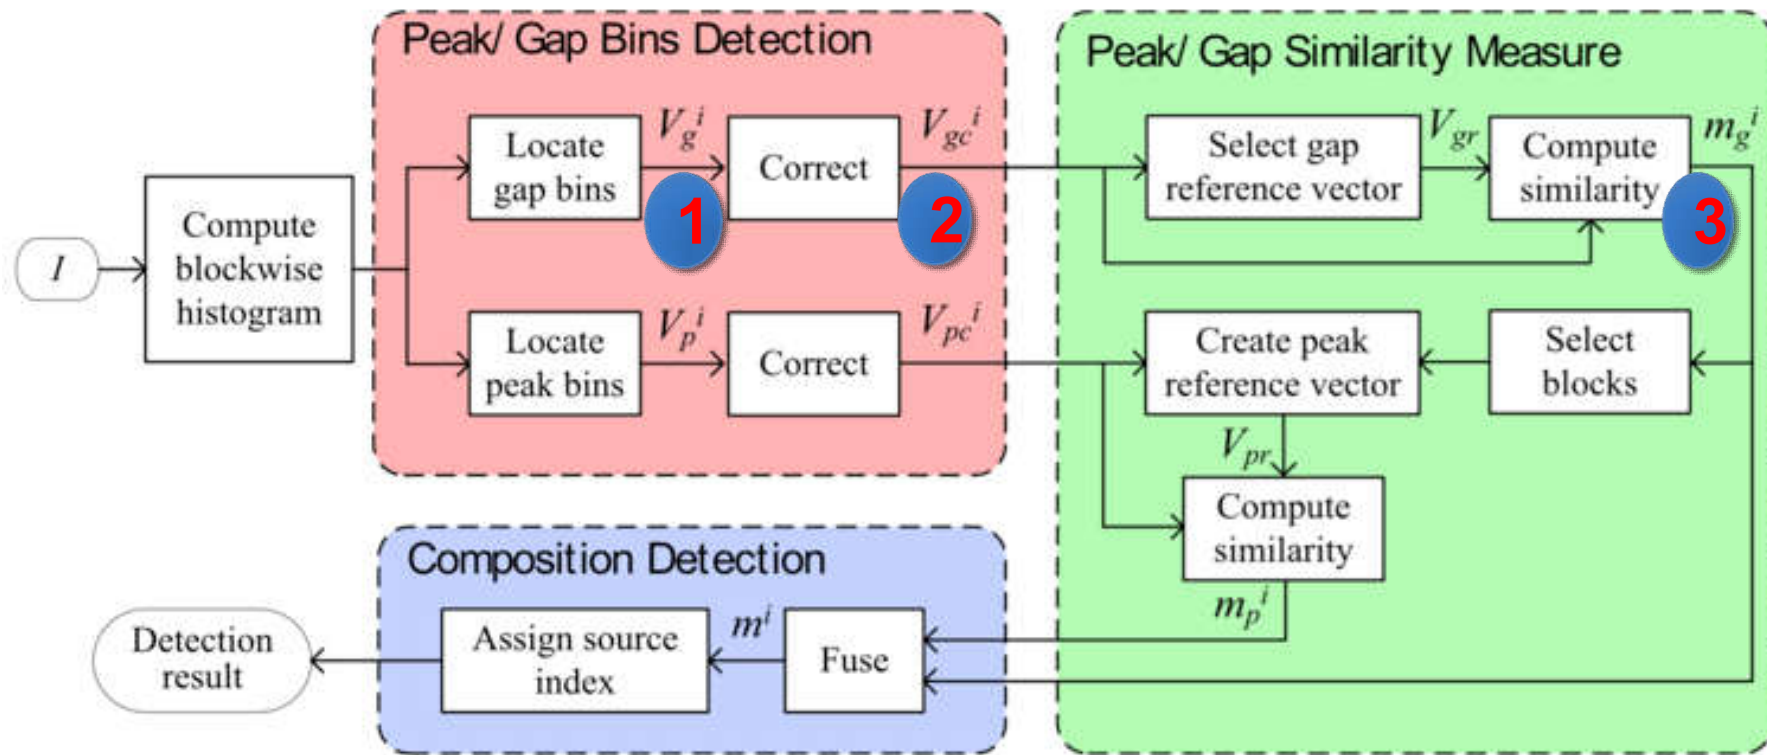 Peak/ Gap Bins Detection
Peak/ Gap Similarity Measure
I
Compute
blockwise
histogram
Locate
gap bins
V_g^i
1
Correct
V_gc^i
2
Select gap
reference vector
V_gr
Compute
similarity
m_g^i
3
Locate
peak bins
V_p^i
Correct
V_pc^i
Create peak
reference vector
Select
blocks
V_pr
Compute
similarity
m_p^i
Composition Detection
Fuse
m^i
Assign source
index
Detection
result